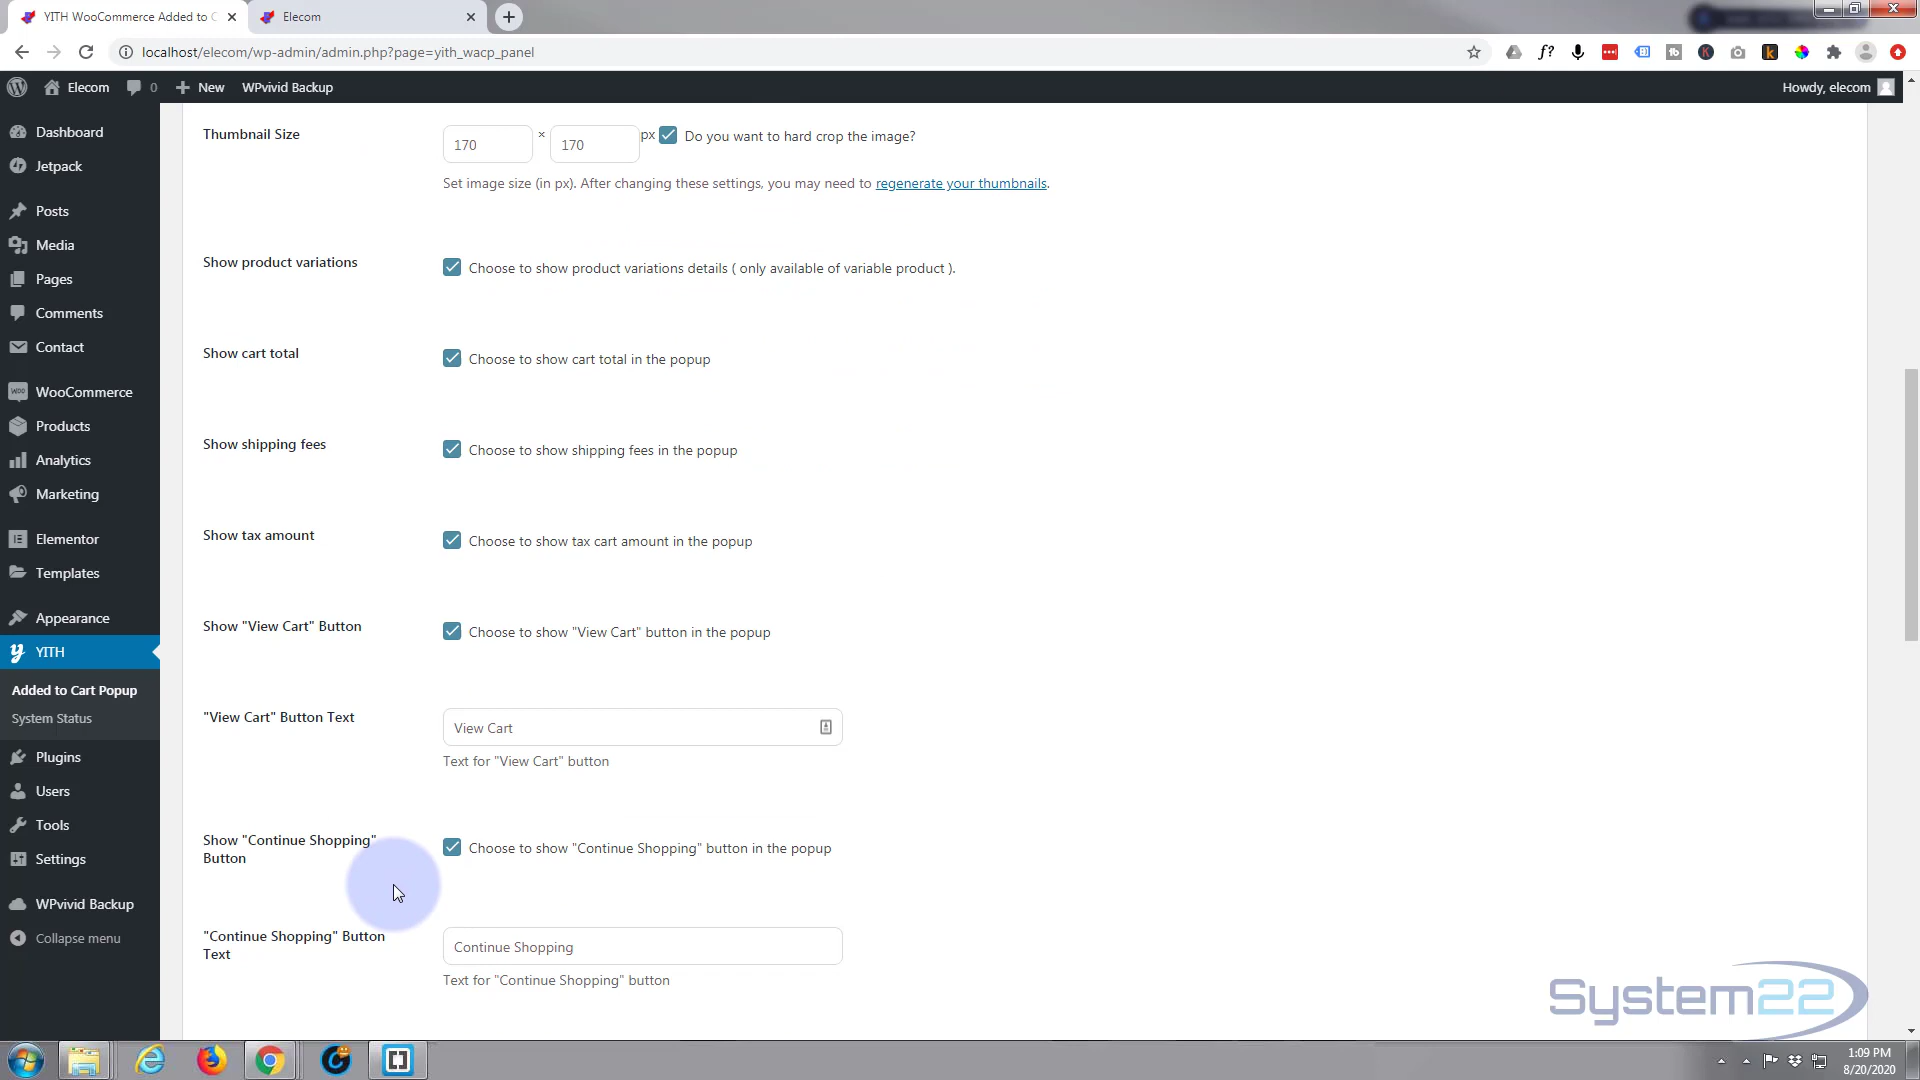 YITH WooCommerce Added to C
Elecom
localhost/elecom/wp-admin/admin.php?page=yith_wacp_panel
Elecom
0
New
WPvivid Backup
Howdy, elecom
Dashboard
Jetpack
Posts
Media
Pages
Comments
Contact
WooCommerce
Products
Analytics
Marketing
Elementor
Templates
Appearance
YITH
Added to Cart Popup
System Status
Plugins
Users
Tools
Settings
WPvivid Backup
Collapse menu
Thumbnail Size
170 × 170 px Do you want to hard crop the image?
Set image size (in px). After changing these settings, you may need to regenerate your thumbnails.
Show product variations
Choose to show product variations details ( only available of variable product ).
Show cart total
Choose to show cart total in the popup
Show shipping fees
Choose to show shipping fees in the popup
Show tax amount
Choose to show tax cart amount in the popup
Show "View Cart" Button
Choose to show "View Cart" button in the popup
"View Cart" Button Text
View Cart
Text for "View Cart" button
Show "Continue Shopping"
Button
Choose to show "Continue Shopping" button in the popup
"Continue Shopping" Button
Text
Continue Shopping
Text for "Continue Shopping" button
System22
1:09 PM
8/20/2020